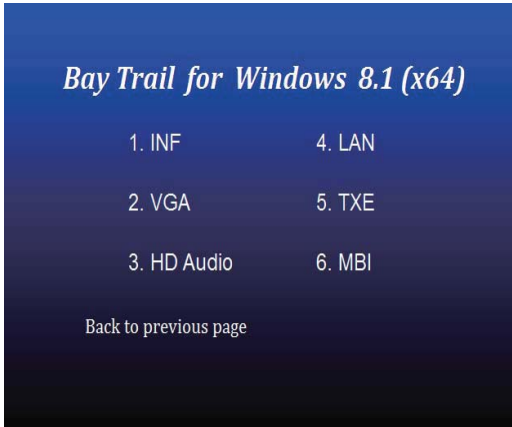 Bay Trail for Windows 8.1 (x64)
1. INF
2. VGA
3. HD Audio
4. LAN
5. TXE
6. MBI
Back to previous page